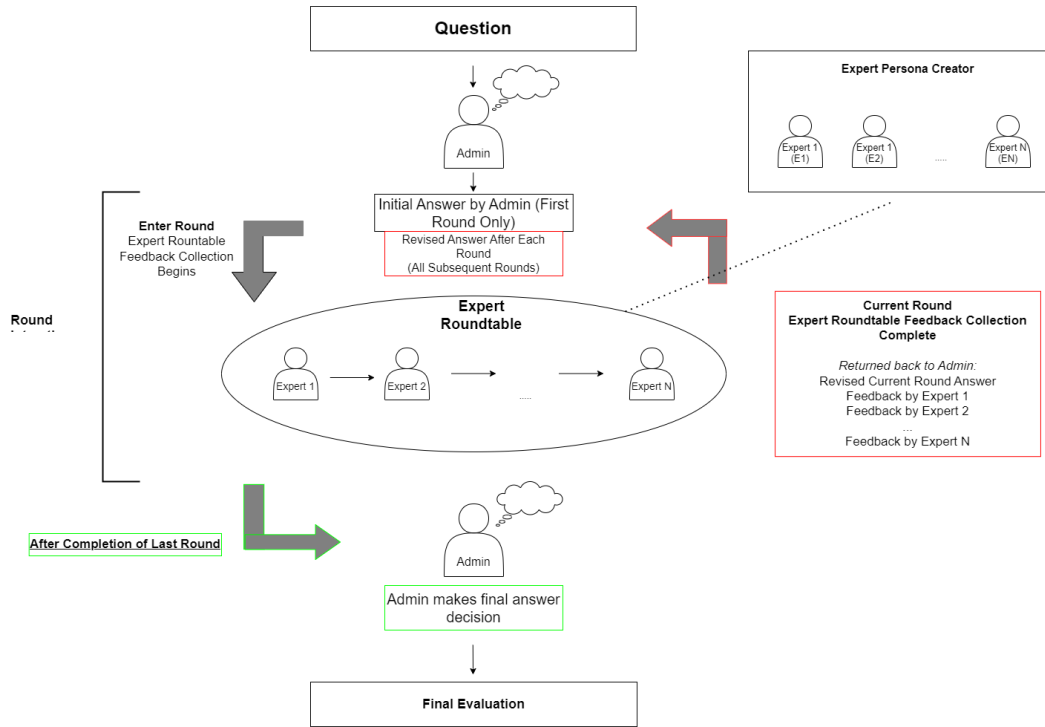 Question
Expert Persona Creator
Expert 1
(E1)
Expert 1
(E2)
.....
Expert N
(EN)
Admin
Initial Answer by Admin (First
Round Only)
Revised Answer After Each
Round
(All Subsequent Rounds)
Enter Round
Expert Rountable
Feedback Collection
Begins
Round
Expert
Roundtable
Expert 1
Expert 2
.....
Expert N
Current Round
Expert Roundtable Feedback Collection
Complete
Returned back to Admin:
Revised Current Round Answer
Feedback by Expert 1
Feedback by Expert 2
...
Feedback by Expert N
After Completion of Last Round
Admin
Admin makes final answer
decision
Final Evaluation